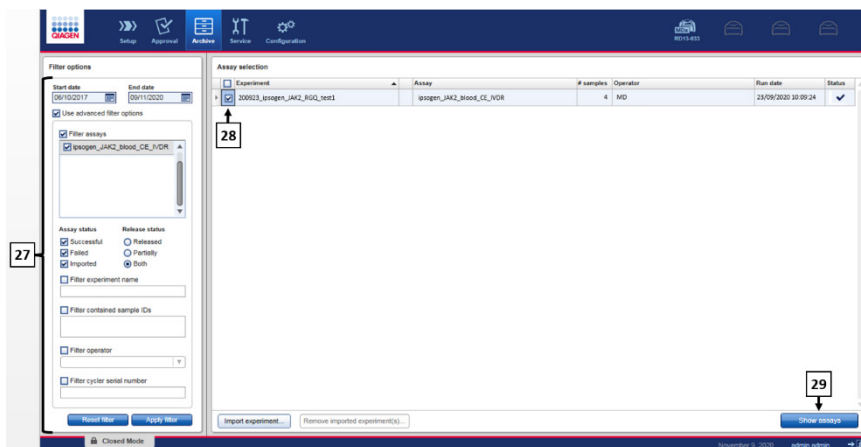 QIAGEN
Setup Approval Archive Service Configuration
RD13-633
Filter options
Start date End date
06/10/2017 09/11/2020
Use advanced filter options
Filter assays
ipsogen_JAK2_blood_CE_IVDR
Assay status Release status
Successful Released
Failed Partially
Imported Both
Filter experiment name
Filter contained sample IDs
Filter operator
Filter cycler serial number
Reset filter Apply filter
27
Assay selection
Experiment Assay # samples Operator Run date Status
200923_ipsogen_JAK2_RGQ_test1 ipsogen_JAK2_blood_CE_IVDR 4 MD 23/09/2020 10:09:24
28
29
Import experiment... Remove imported experiment(s)... Show assays
Closed Mode November 9, 2020 admin admin